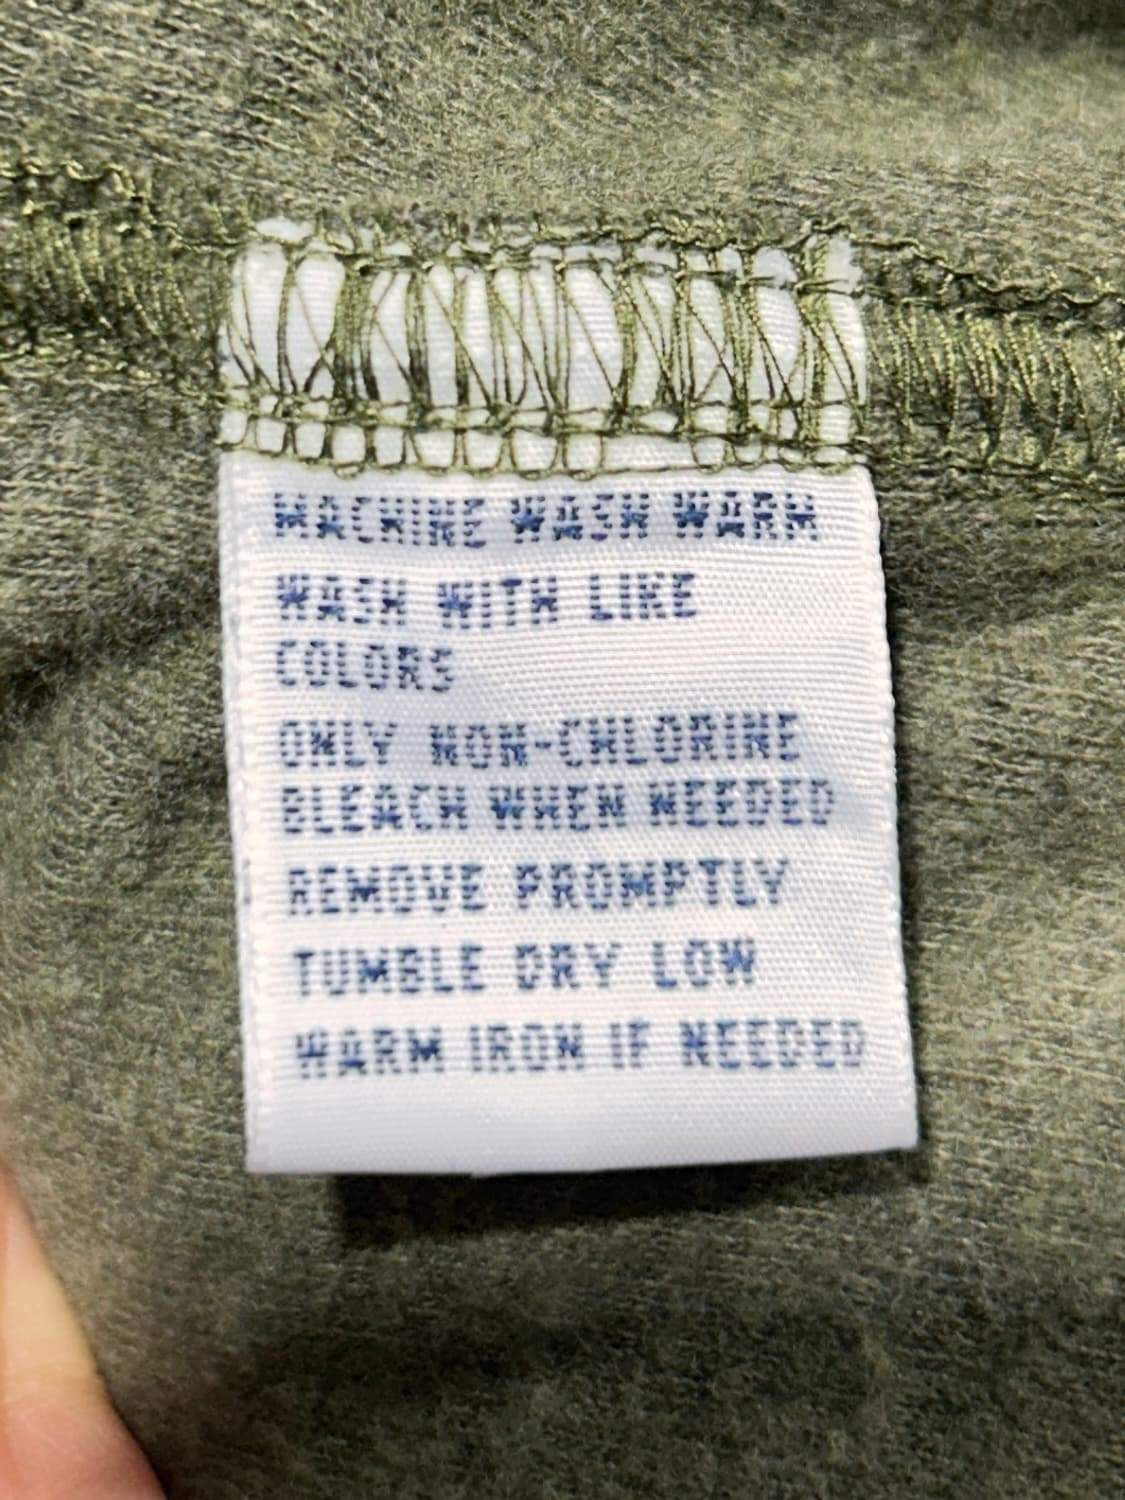 MACHINE WASH WARM
WASH WITH LIKE
COLORS
ONLY NON-CHLORINE
BLEACH WHEN NEEDED
REMOVE PROMPTLY
TUMBLE DRY LOW
WARM IRON IF NEEDED